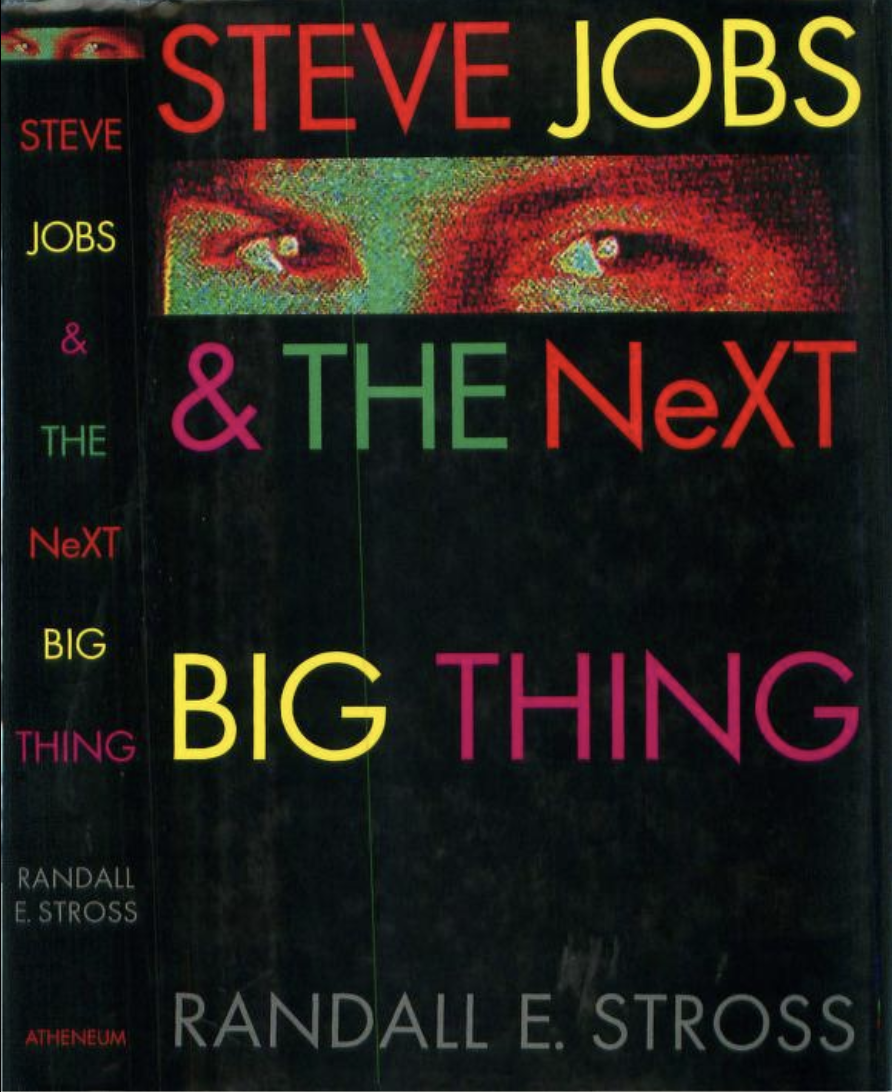 STEVE
JOBS
&
THE
NeXT
BIG
THING
RANDALL
E. STROSS
ATHENEUM
STEVE JOBS
& THE NeXT
BIG THING
RANDALL E. STROSS